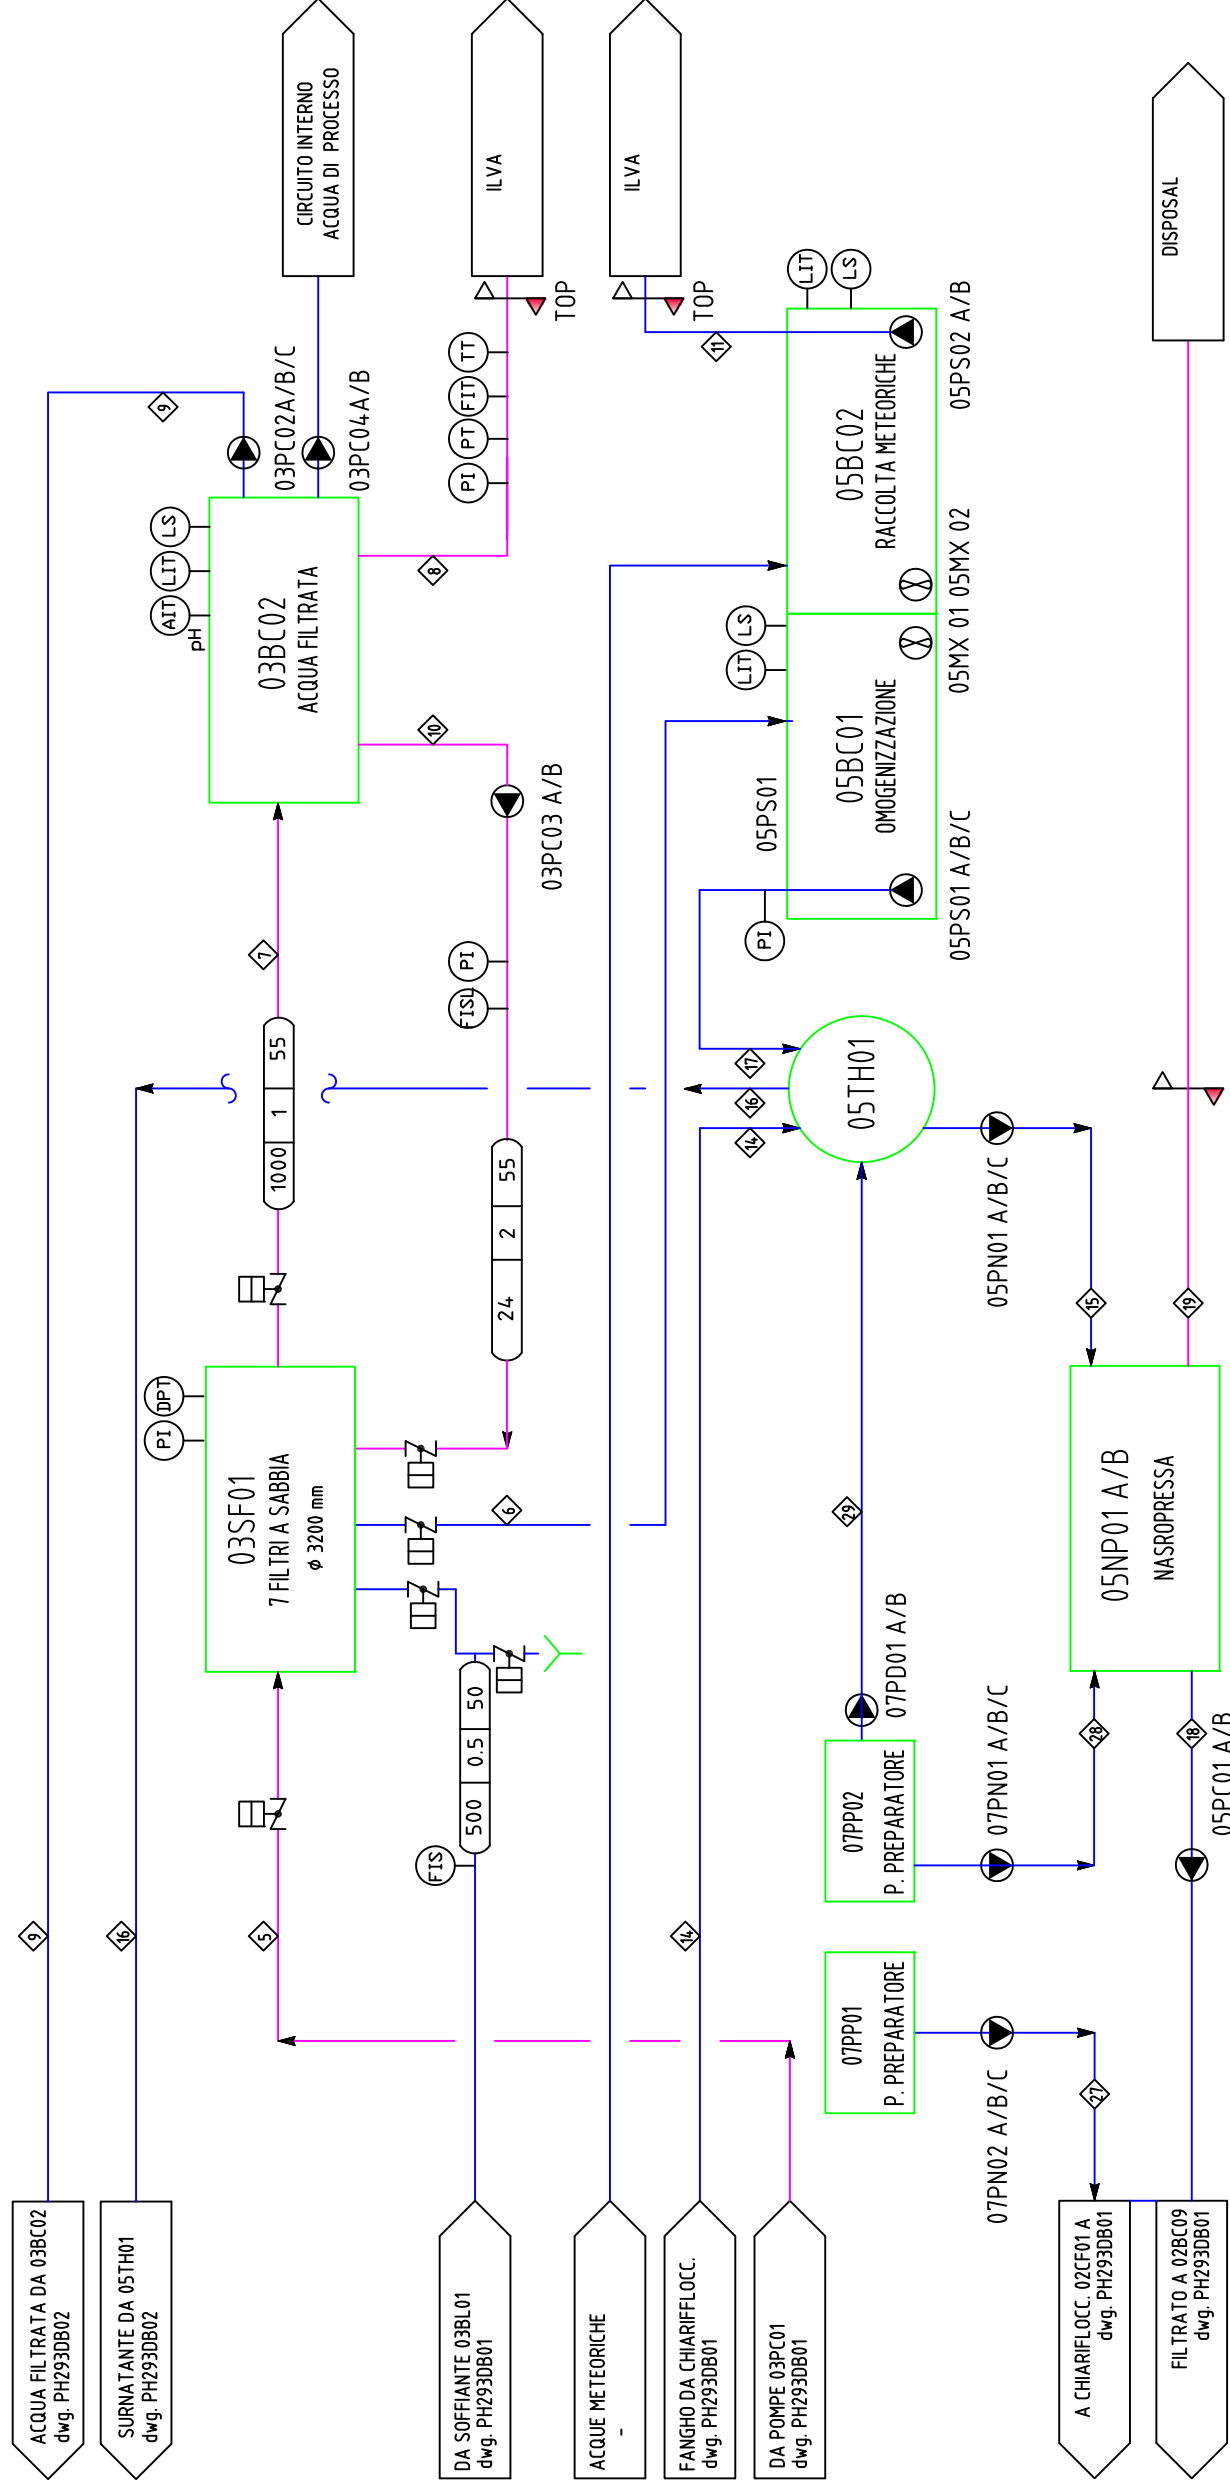 ACQUA FILTRATA DA 03BC02
dwg. PH293DB02
SURNATANTE DA 05TH01
dwg. PH293DB02
DA SOFFIANTE 03BL01
dwg. PH293DB01
ACQUE METEORICHE
-
FANGHO DA CHIARIFFLOCC.
dwg. PH293DB01
DA POMPE 03PC01
dwg. PH293DB01
A CHIARIFLOCC. 02CF01 A
dwg. PH293DB01
FILTRATO A 02BC09
dwg. PH293DB01
9
16
5
14
FIS
500 0.5 50
07PP01
P. PREPARATORE
07PN02 A/B/C
27
07PP02
P. PREPARATORE
07PD01 A/B
07PN01 A/B/C
28
18
05PC01 A/B
PI
DPT
03SF01
7 FILTRI A SABBIA
ϕ 3200 mm
6
29
05NP01 A/B
NASROPRESSA
15
19
1000 1 55
24 2 55
7
FISL
PI
14
16
17
05TH01
05PN01 A/B/C
03PC03 A/B
PI
05PS01
05PS01 A/B/C
10
8
AIT
LIT
LS
pH
03BC02
ACQUA FILTRATA
LIT
LS
05BC01
OMOGENIZZAZIONE
05MX 01
05MX 02
05BC02
RACCOLTA METEORICHE
05PS02 A/B
LIT
LS
9
03PC02A/B/C
03PC04A/B
PI
PT
FIT
TT
11
TOP
TOP
CIRCUITO INTERNO
ACQUA DI PROCESSO
ILVA
ILVA
DISPOSAL